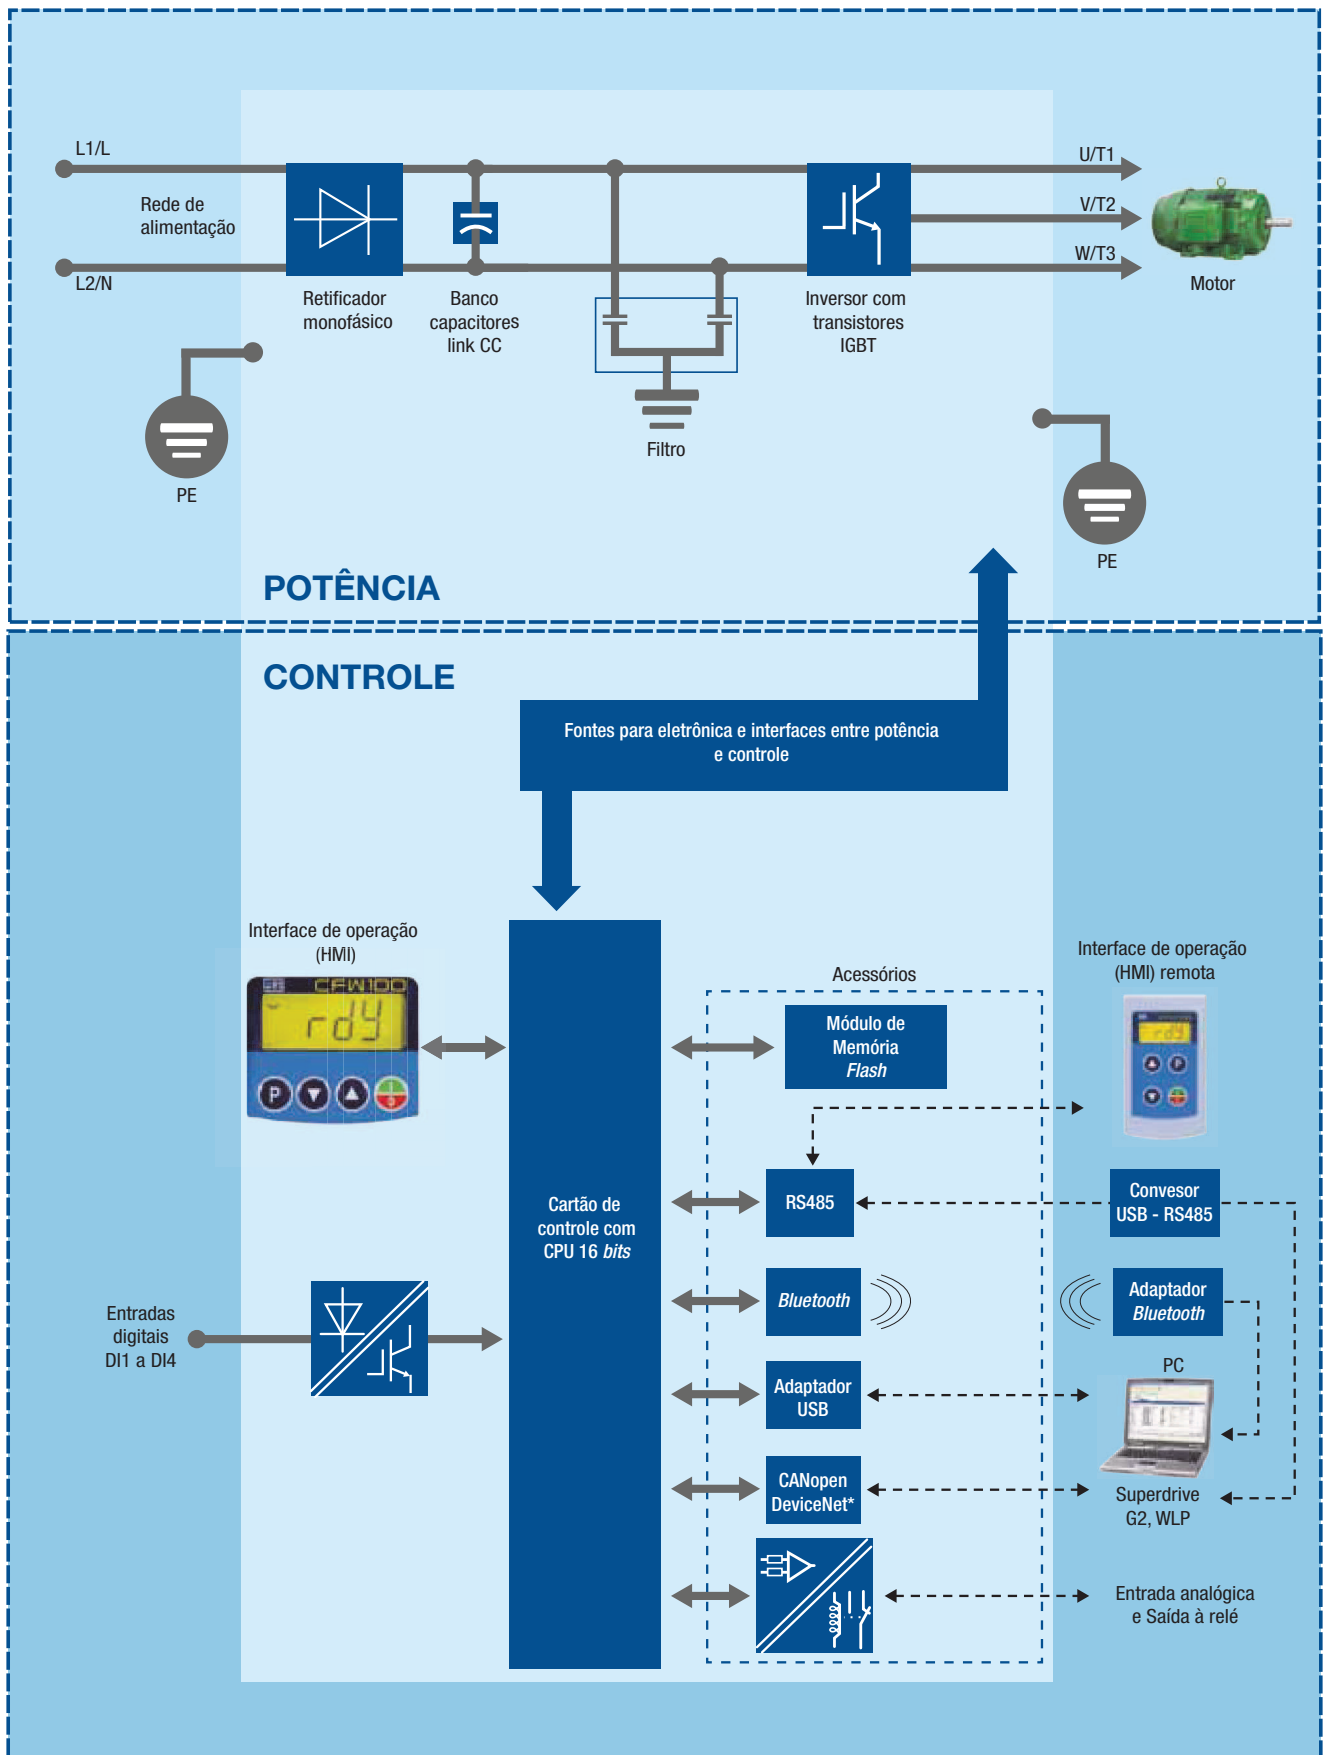 L1/L
Rede de
alimentação
L2/N
Retificador
monofásico
Banco
capacitores
link CC
Filtro
Inversor com
transistores
IGBT
U/T1
V/T2
W/T3
Motor
PE
PE
POTÊNCIA
CONTROLE
Fontes para eletrônica e interfaces entre potência
e controle
Interface de operação
(HMI)
CFW100
rdy
P
Cartão de
controle com
CPU 16 bits
Entradas
digitais
DI1 a DI4
Acessórios
Módulo de
Memória
Flash
RS485
Bluetooth
Adaptador
USB
CANopen
DeviceNet*
Interface de operação
(HMI) remota
rdy
P
Convesor
USB - RS485
Adaptador
Bluetooth
PC
Superdrive
G2, WLP
Entrada analógica
e Saída à relé